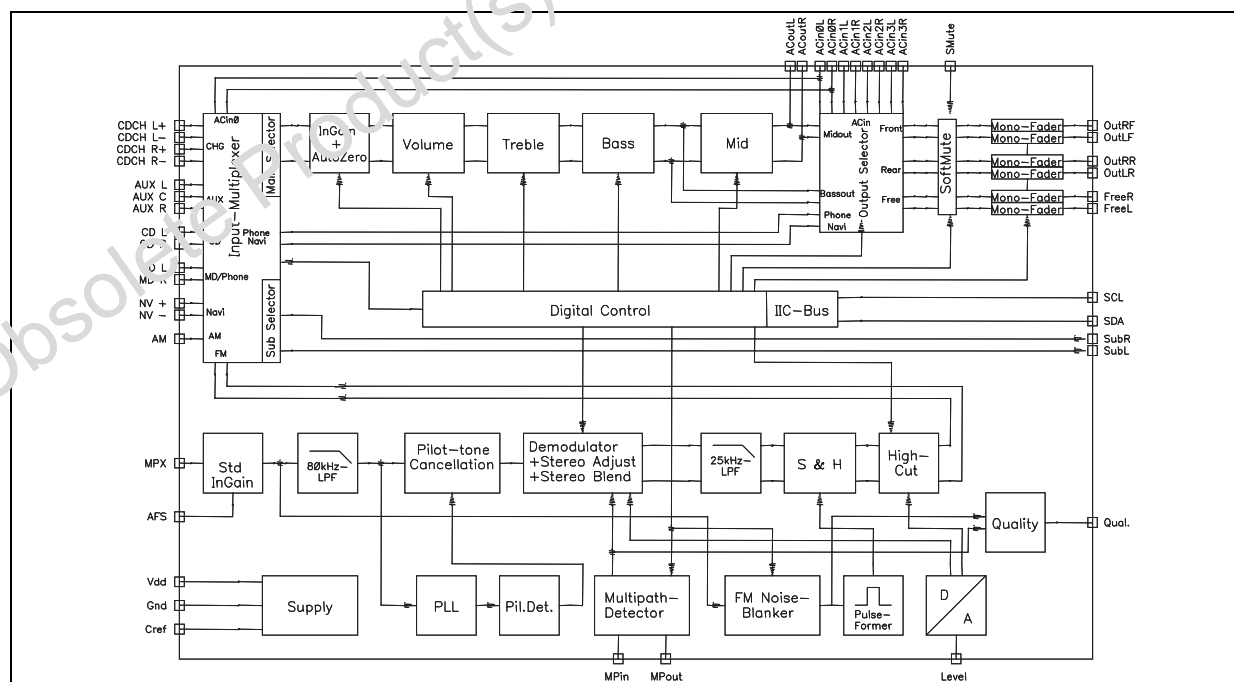 Obsolete Product(s)
ACoutL
ACoutR
ACin0L
ACin0R
ACin1L
ACin1R
ACin2L
ACin2R
ACin3L
ACin3R
SMute
CDCH L+
CDCH L-
CDCH R+
CDCH R-
AUX L
AUX C
AUX R
CD L
MD R
NV +
NV -
AM
ACin0
CHG
AUX
Input-Multiplexer
Phone
Navi
MD/Phone
Navi
AM
FM
Selector
Sub Selector
InGain
+
AutoZero
Volume
Treble
Bass
Mid
ACin
Midout
Output Selector
Bassout
Phone
Navi
Front
Rear
Free
SoftMute
Mono-Fader
Mono-Fader
Mono-Fader
Mono-Fader
Mono-Fader
Mono-Fader
OutRF
OutLF
OutRR
OutLR
FreeR
FreeL
Digital Control
IIC-Bus
SCL
SDA
SubR
SubL
MPX
AFS
Std
InGain
80kHz-
LPF
Pilot-tone
Cancellation
Demodulator
+Stereo Adjust
+Stereo Blend
25kHz-
LPF
S & H
High-
Cut
Quality
Qual.
Vdd
Gnd
Cref
Supply
PLL
Pil.Det.
Multipath-
Detector
FM Noise-
Blanker
Pulse-
Former
D
A
MPin
MPout
Level